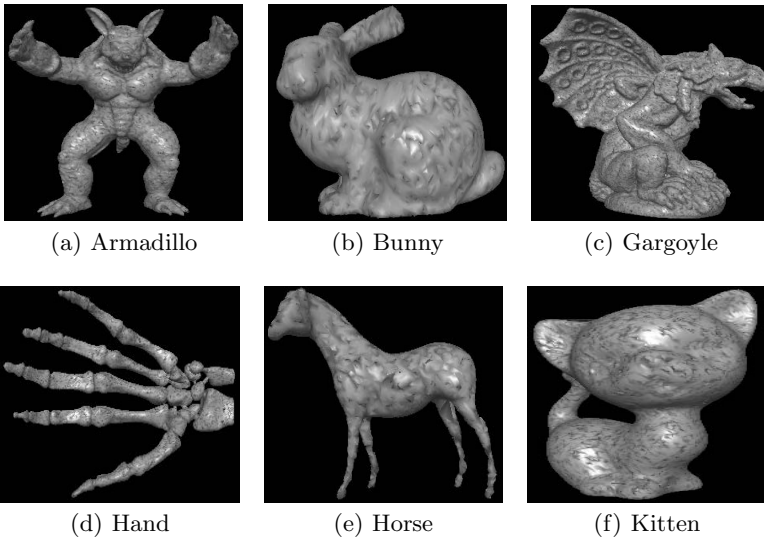 (a) Armadillo
(b) Bunny
(c) Gargoyle
(d) Hand
(e) Horse
(f) Kitten